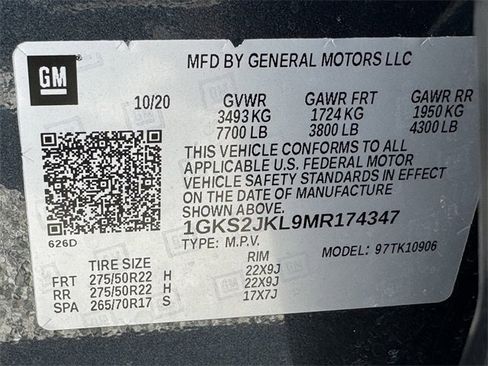 GM
MFD BY GENERAL MOTORS LLC
10/20 GVWR GAWR FRT GAWR RR
3493 KG 1724 KG 1950 KG
7700 LB 3800 LB 4300 LB
THIS VEHICLE CONFORMS TO ALL
APPLICABLE U.S. FEDERAL MOTOR
VEHICLE SAFETY STANDARDS IN EFFECT
ON THE DATE OF MANUFACTURE SHOWN ABOVE.
1GKS2JKL9MR174347
626D
TYPE: M.P.V. MODEL: 97TK10906
TIRE SIZE RIM
FRT 275/50R22 H 22X9J
RR 275/50R22 H 22X9J
SPA 265/70R17 S 17X7J